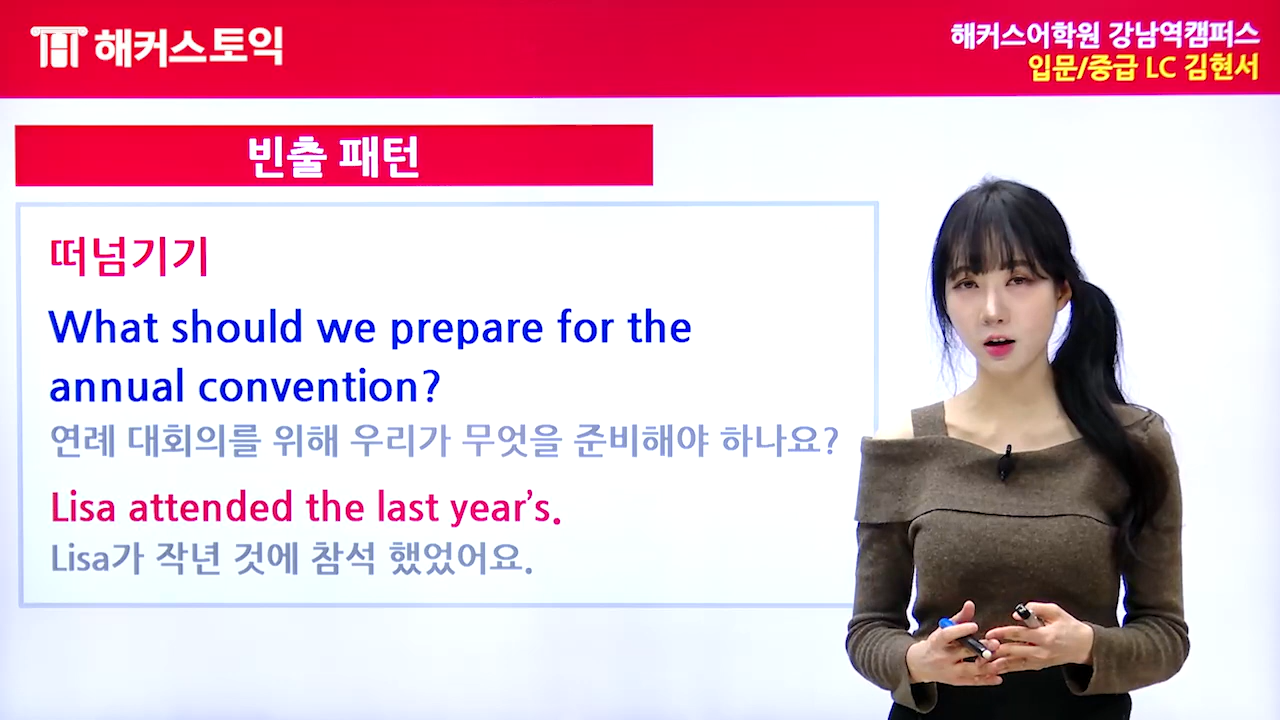 해커스토익
해커스어학원 강남역캠퍼스
입문/중급 LC 김현서
빈출 패턴
떠넘기기
What should we prepare for the
annual convention?
연례 대회의를 위해 우리가 무엇을 준비해야 하나요?
Lisa attended the last year’s.
Lisa가 작년 것에 참석 했었어요.